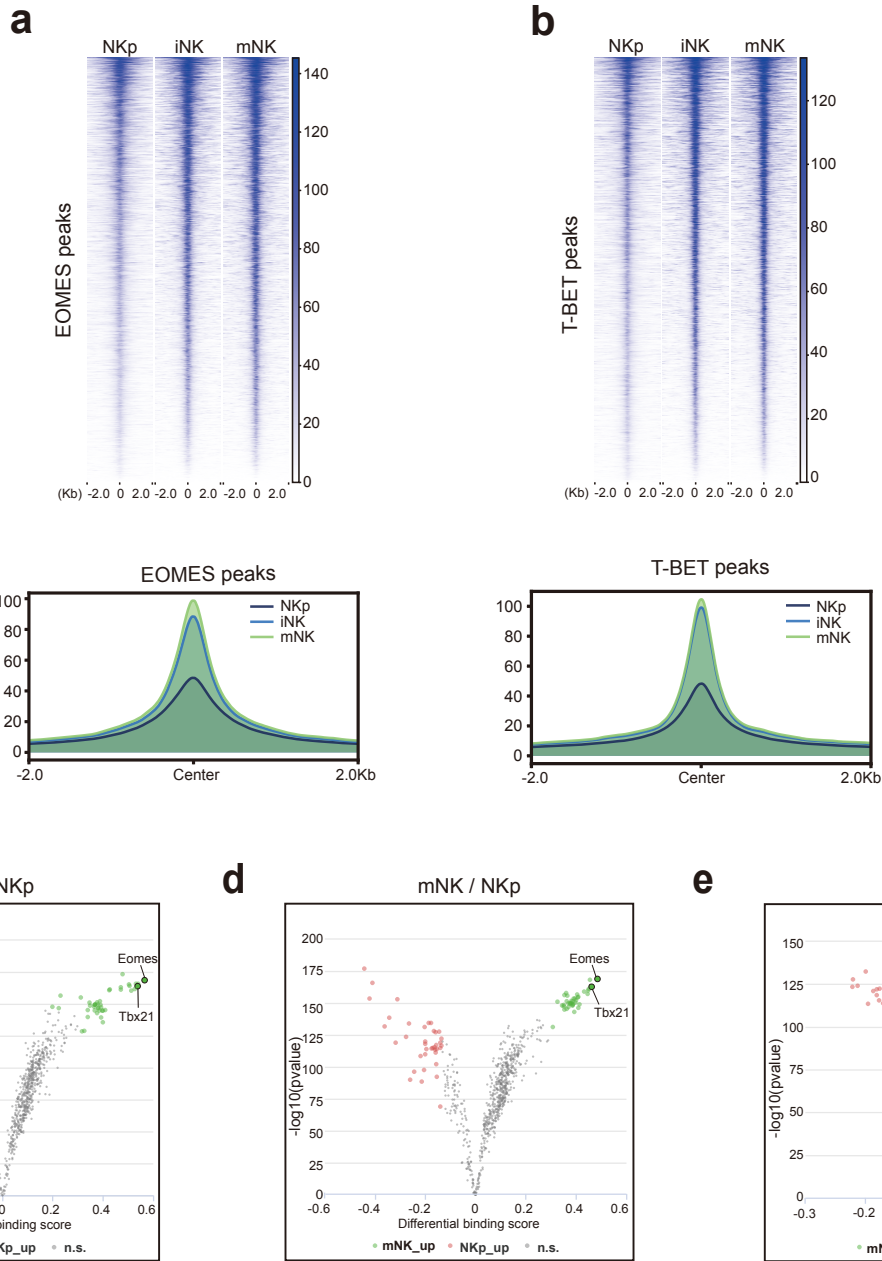 a
NKp iNK mNK
EOMES peaks
140
120
100
80
60
40
20
0
(Kb) -2.0 0 2.0 -2.0 0 2.0 -2.0 0 2.0
b
NKp iNK mNK
T-BET peaks
120
100
80
60
40
20
0
(Kb) -2.0 0 2.0 -2.0 0 2.0 -2.0 0 2.0
EOMES peaks
100
80
60
40
20
0
NKp
iNK
mNK
-2.0 Center 2.0Kb
T-BET peaks
100
80
60
40
20
0
NKp
iNK
mNK
-2.0 Center 2.0Kb
NKp
Eomes
Tbx21
0 0.2 0.4 0.6
inding score
Kp_up n.s.
d
mNK / NKp
-log10(pvalue)
200
175
150
125
100
75
50
25
0
Eomes
Tbx21
-0.6 -0.4 -0.2 0 0.2 0.4 0.6
Differential binding score
mNK_up NKp_up n.s.
e
-log10(pvalue)
150
125
100
75
50
25
0
-0.3 -0.2